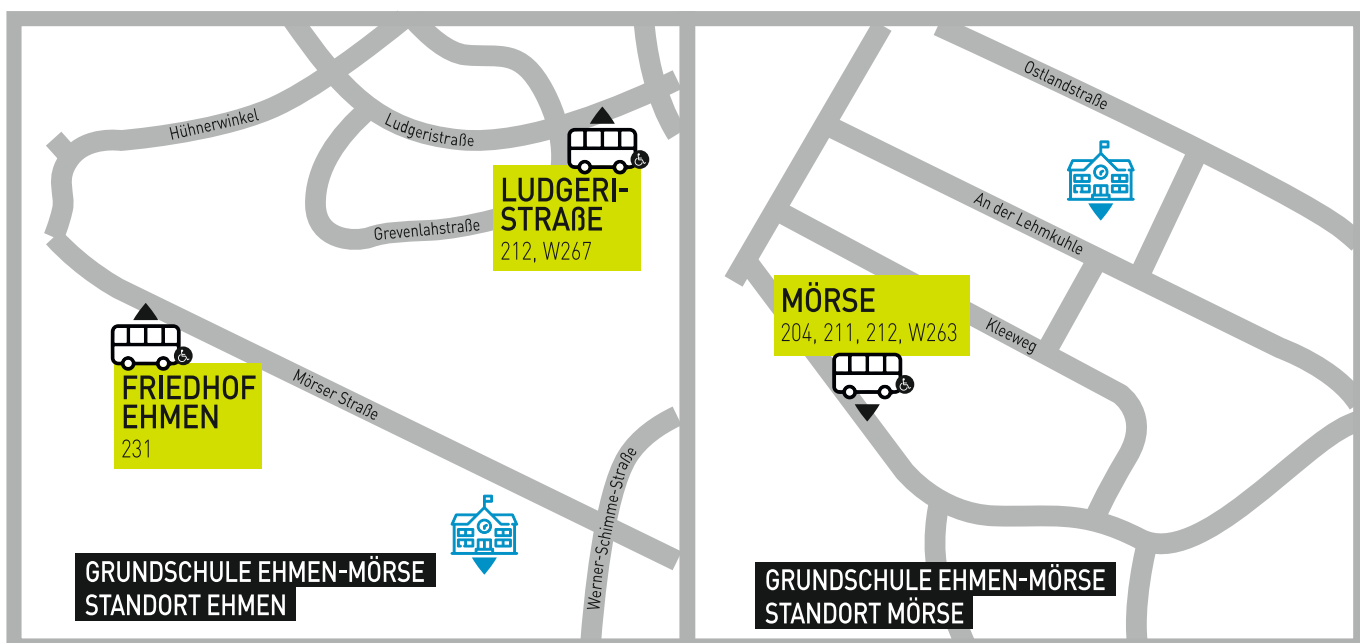 Hühnerwinkel
Ludgeristraße
LUDGERI-
STRAßE
212, W267
Grevenlahstraße
FRIEDHOF
EHMEN
231
Mörser Straße
Werner-Schimme-Straße
GRUNDSCHULE EHMEN-MÖRSE
STANDORT EHMEN
Ostlandstraße
An der Lehmkuhle
MÖRSE
204, 211, 212, W263
Kleeweg
GRUNDSCHULE EHMEN-MÖRSE
STANDORT MÖRSE